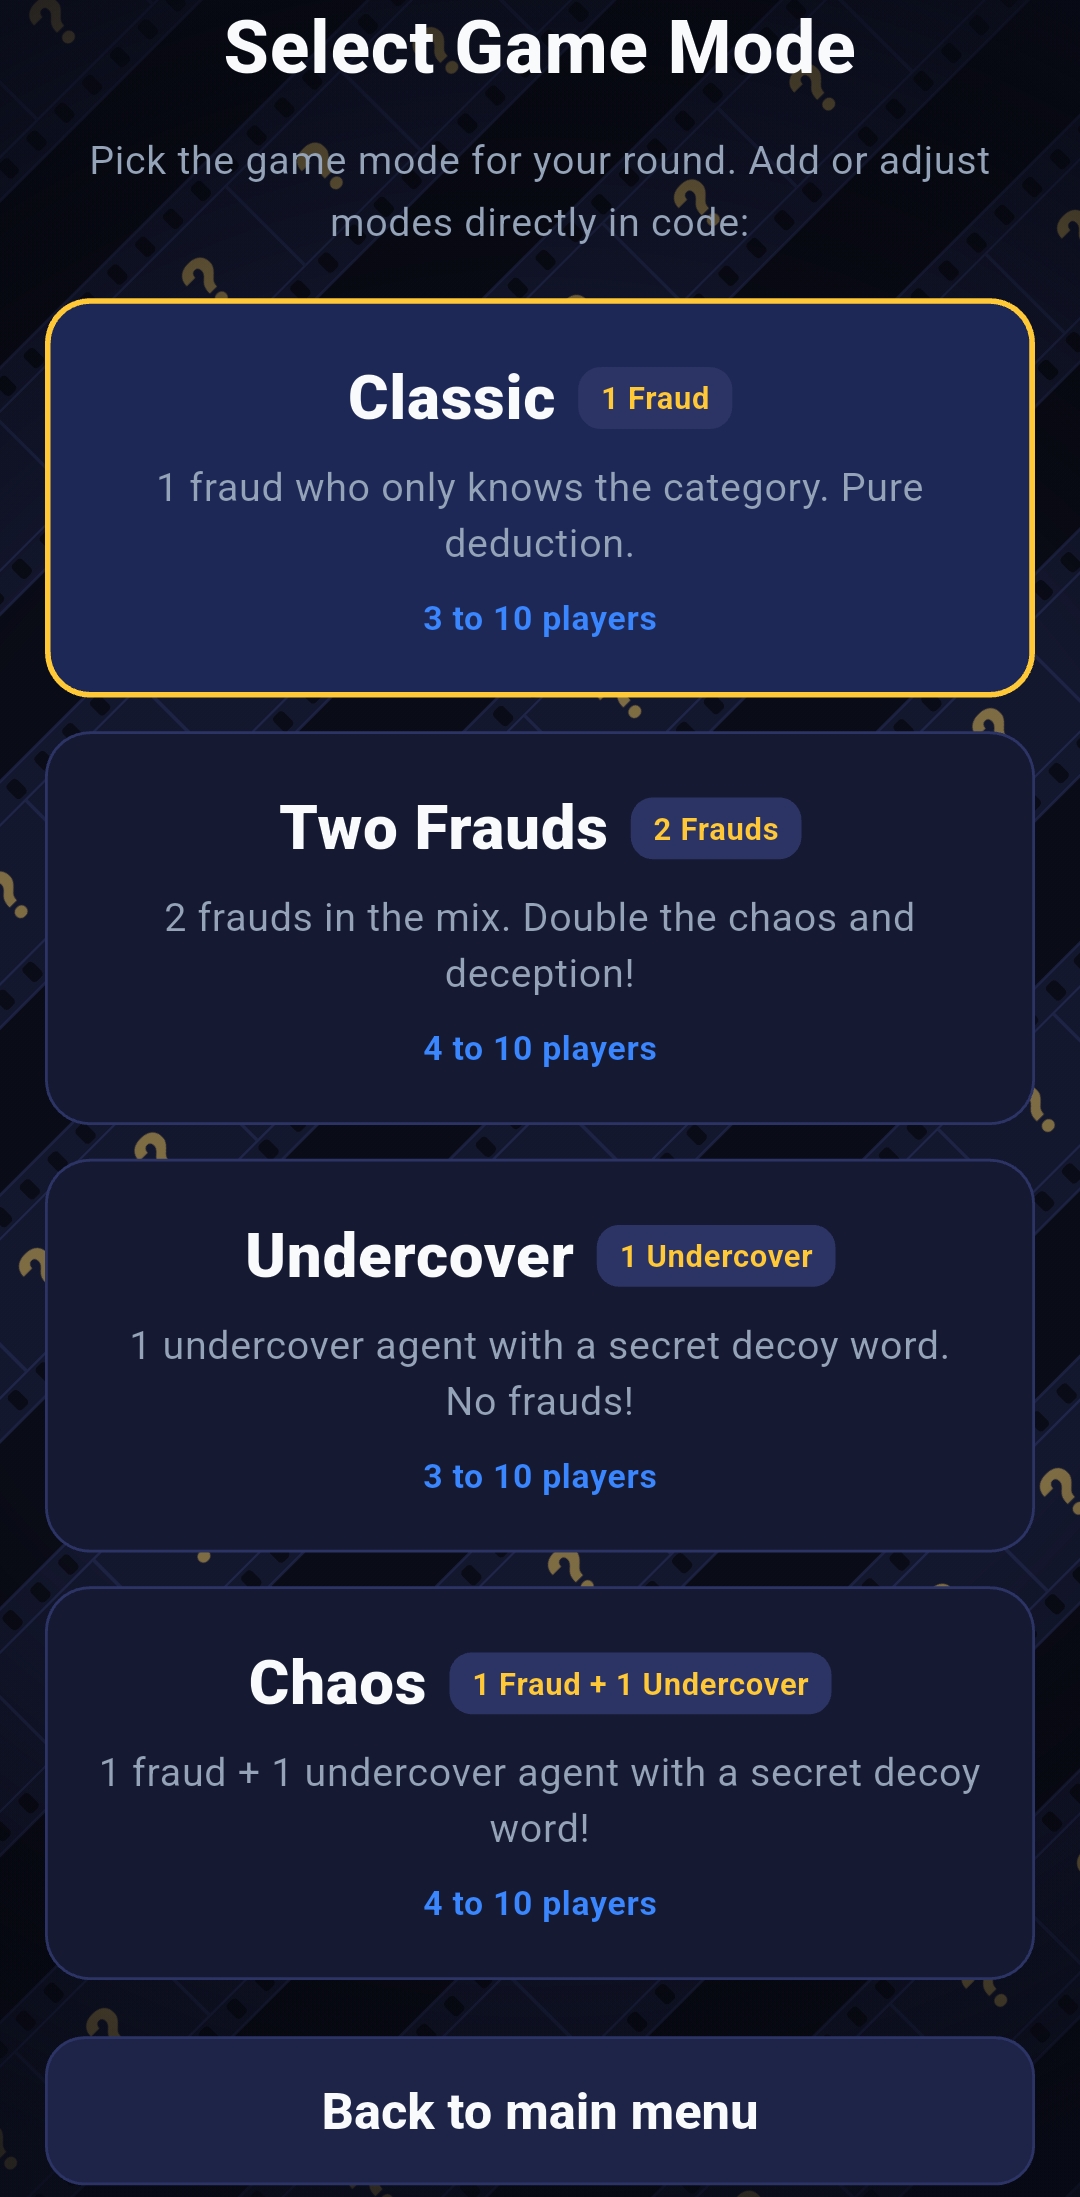 Select Game Mode
Pick the game mode for your round. Add or adjust
modes directly in code:
Classic 1 Fraud
1 fraud who only knows the category. Pure
deduction.
3 to 10 players
Two Frauds 2 Frauds
2 frauds in the mix. Double the chaos and
deception!
4 to 10 players
Undercover 1 Undercover
1 undercover agent with a secret decoy word.
No frauds!
3 to 10 players
Chaos 1 Fraud + 1 Undercover
1 fraud + 1 undercover agent with a secret decoy
word!
4 to 10 players
Back to main menu